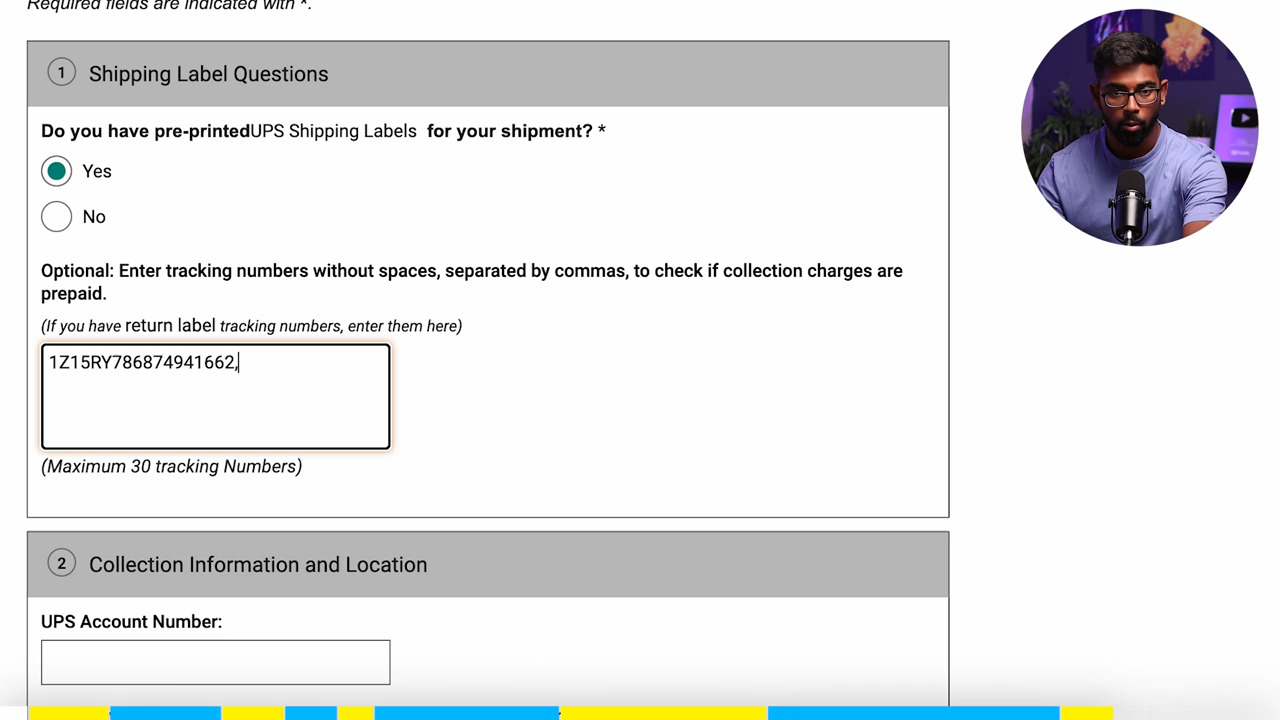 Required fields are indicated with *.
1 Shipping Label Questions
Do you have pre-printedUPS Shipping Labels for your shipment? *
Yes
No
Optional: Enter tracking numbers without spaces, separated by commas, to check if collection charges are
prepaid.
(If you have return label tracking numbers, enter them here)
1Z15RY786874941662,
(Maximum 30 tracking Numbers)
2 Collection Information and Location
UPS Account Number: